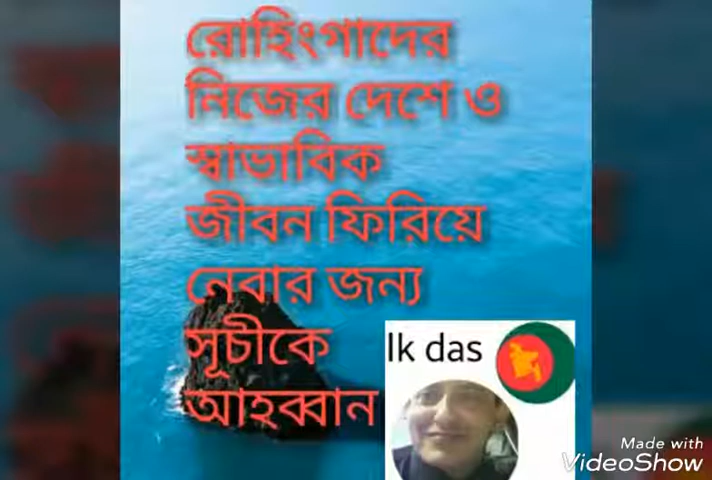 রোহিংগাদের
নিজের দেশে ও
স্বাভাবিক
জীবন ফিরিয়ে
নেবার জন্য
সূচীকে
আহব্বান
lk das
Made with
VideoShow